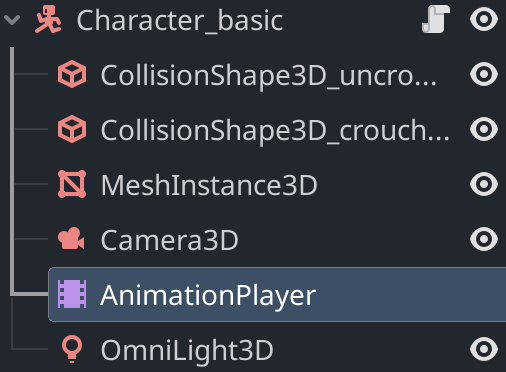 Character_basic
CollisionShape3D_uncro...
CollisionShape3D_crouch...
MeshInstance3D
Camera3D
AnimationPlayer
OmniLight3D